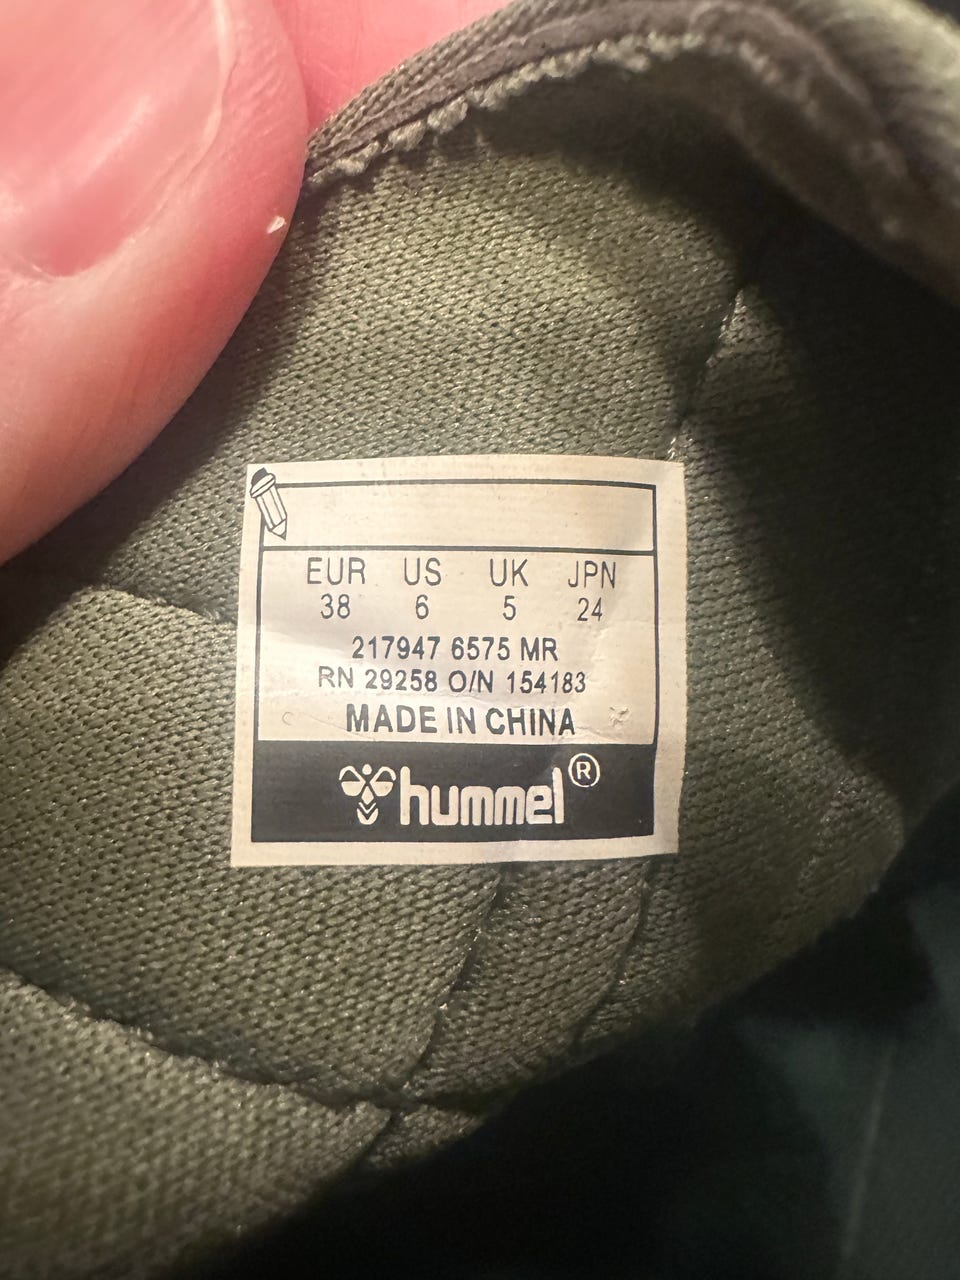 EUR US UK JPN
38 6 5 24
217947 6575 MR
RN 29258 O/N 154183
MADE IN CHINA
hummel®